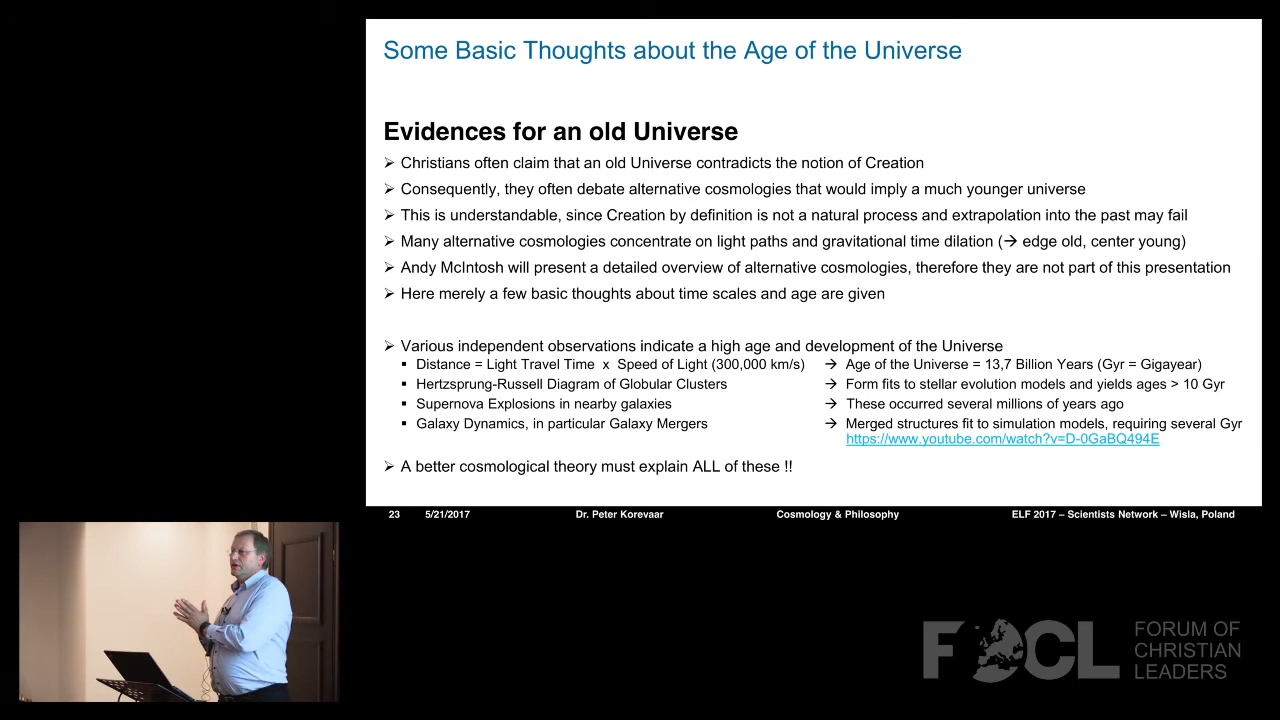 Some Basic Thoughts about the Age of the Universe
Evidences for an old Universe
➢ Christians often claim that an old Universe contradicts the notion of Creation
➢ Consequently, they often debate alternative cosmologies that would imply a much younger universe
➢ This is understandable, since Creation by definition is not a natural process and extrapolation into the past may fail
➢ Many alternative cosmologies concentrate on light paths and gravitational time dilation (→ edge old, center young)
➢ Andy McIntosh will present a detailed overview of alternative cosmologies, therefore they are not part of this presentation
➢ Here merely a few basic thoughts about time scales and age are given
➢ Various independent observations indicate a high age and development of the Universe
▪ Distance = Light Travel Time x Speed of Light (300,000 km/s) → Age of the Universe = 13,7 Billion Years (Gyr = Gigayear)
▪ Hertzsprung-Russell Diagram of Globular Clusters → Form fits to stellar evolution models and yields ages > 10 Gyr
▪ Supernova Explosions in nearby galaxies → These occurred several millions of years ago
▪ Galaxy Dynamics, in particular Galaxy Mergers → Merged structures fit to simulation models, requiring several Gyr
https://www.youtube.com/watch?v=D-0GaBQ494E
➢ A better cosmological theory must explain ALL of these !!
23 5/21/2017 Dr. Peter Korevaar Cosmology & Philosophy ELF 2017 – Scientists Network – Wisla, Poland
FOCL
FORUM OF
CHRISTIAN
LEADERS